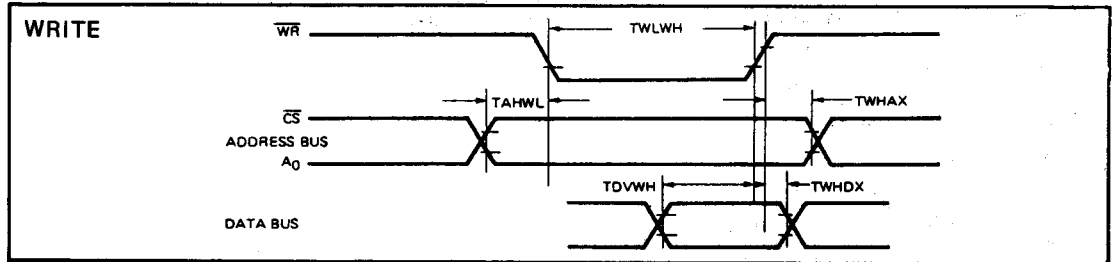 WRITE
WR
TWLWH
TAHWL
TWHAX
CS
ADDRESS BUS
A0
TDVWH
TWHDX
DATA BUS